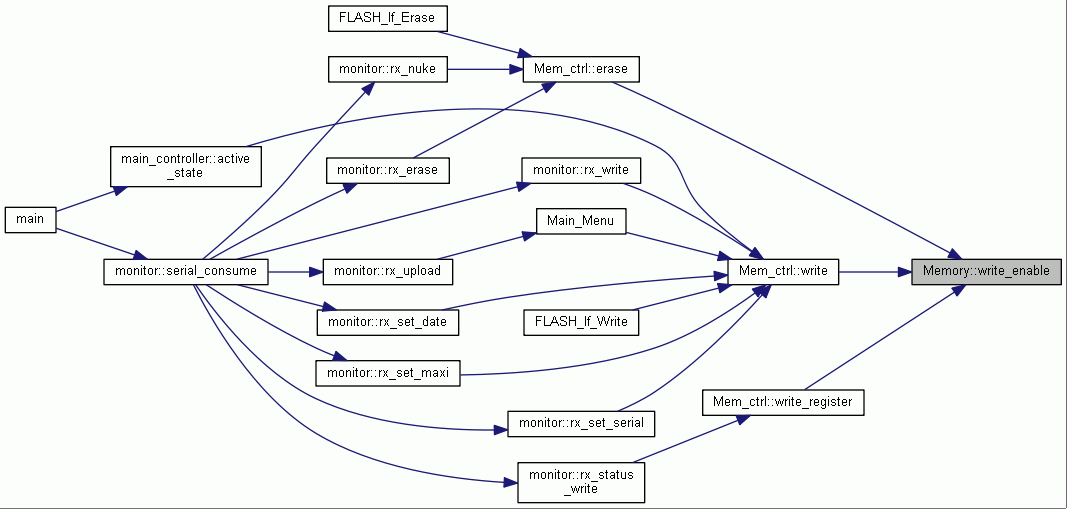 FLASH_If_Erase
monitor::rx_nuke
Mem_ctrl::erase
main_controller::active
_state
monitor::rx_erase
monitor::rx_write
main
Main_Menu
monitor::serial_consume
monitor::rx_upload
Mem_ctrl::write
Memory::write_enable
monitor::rx_set_date
FLASH_If_Write
monitor::rx_set_maxi
Mem_ctrl::write_register
monitor::rx_set_serial
monitor::rx_status
_write